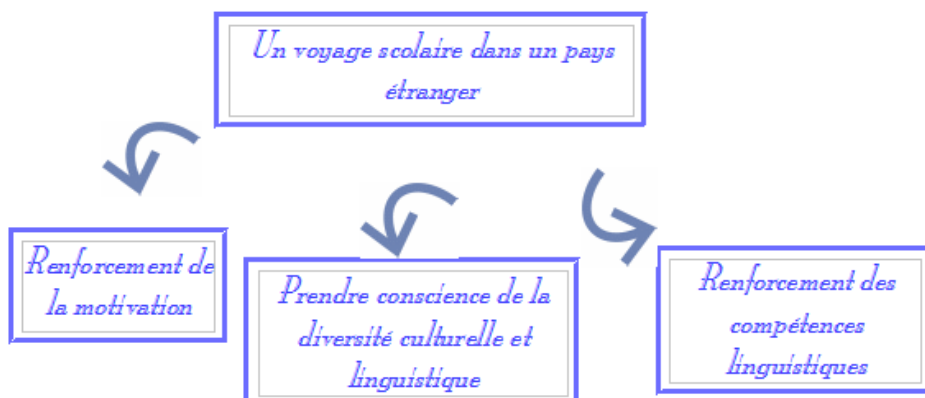 Un voyage scolaire dans un pays
étranger
Renforcement de
la motivation
Prendre conscience de la
diversité culturelle et
linguistique
Renforcement des
compétences
linguistiques